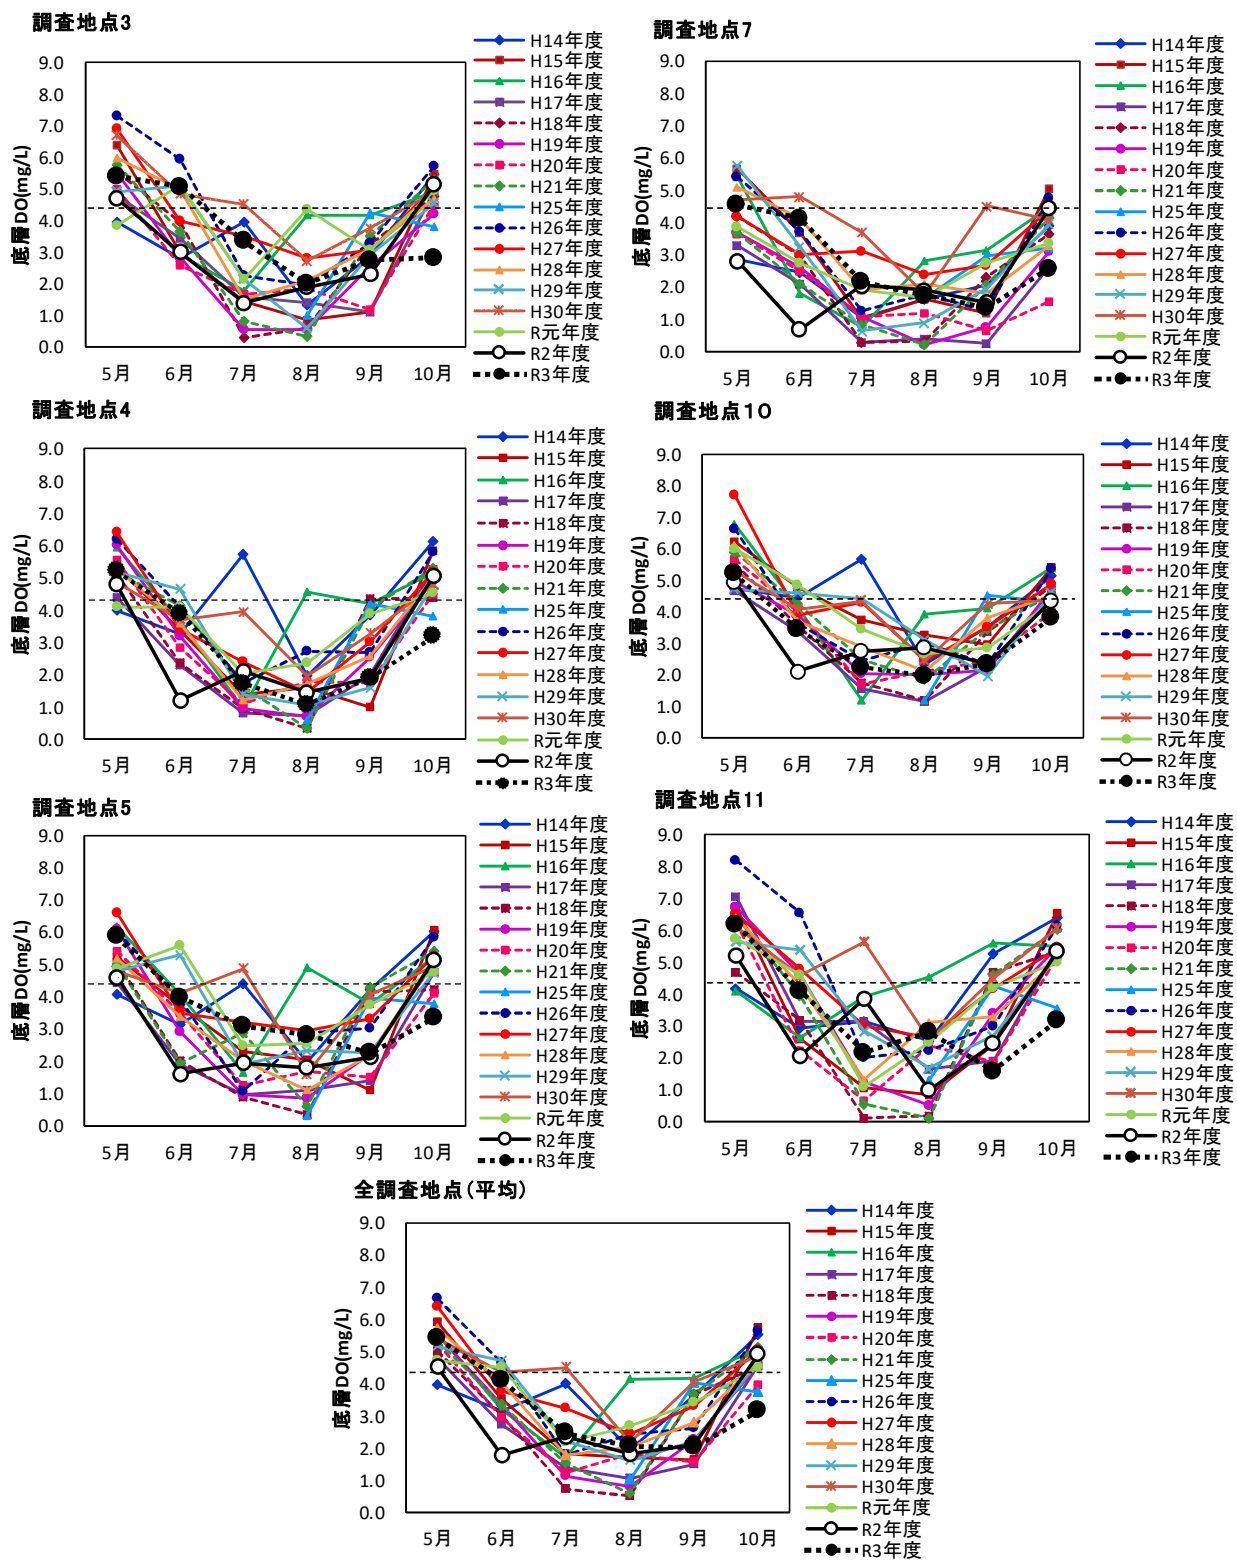 調査地点3
底層DO(mg/L)
9.0
8.0
7.0
6.0
5.0
4.0
3.0
2.0
1.0
0.0
5月 6月 7月 8月 9月 10月
H14年度
H15年度
H16年度
H17年度
H18年度
H19年度
H20年度
H21年度
H25年度
H26年度
H27年度
H28年度
H29年度
H30年度
R元年度
R2年度
R3年度
調査地点7
底層DO(mg/L)
9.0
8.0
7.0
6.0
5.0
4.0
3.0
2.0
1.0
0.0
5月 6月 7月 8月 9月 10月
H14年度
H15年度
H16年度
H17年度
H18年度
H19年度
H20年度
H21年度
H25年度
H26年度
H27年度
H28年度
H29年度
H30年度
R元年度
R2年度
R3年度
調査地点4
底層DO(mg/L)
9.0
8.0
7.0
6.0
5.0
4.0
3.0
2.0
1.0
0.0
5月 6月 7月 8月 9月 10月
H14年度
H15年度
H16年度
H17年度
H18年度
H19年度
H20年度
H21年度
H25年度
H26年度
H27年度
H28年度
H29年度
H30年度
R元年度
R2年度
R3年度
調査地点10
底層DO(mg/L)
9.0
8.0
7.0
6.0
5.0
4.0
3.0
2.0
1.0
0.0
5月 6月 7月 8月 9月 10月
H14年度
H15年度
H16年度
H17年度
H18年度
H19年度
H20年度
H21年度
H25年度
H26年度
H27年度
H28年度
H29年度
H30年度
R元年度
R2年度
R3年度
調査地点5
底層DO(mg/L)
9.0
8.0
7.0
6.0
5.0
4.0
3.0
2.0
1.0
0.0
5月 6月 7月 8月 9月 10月
H14年度
H15年度
H16年度
H17年度
H18年度
H19年度
H20年度
H21年度
H25年度
H26年度
H27年度
H28年度
H29年度
H30年度
R元年度
R2年度
R3年度
調査地点11
底層DO(mg/L)
9.0
8.0
7.0
6.0
5.0
4.0
3.0
2.0
1.0
0.0
5月 6月 7月 8月 9月 10月
H14年度
H15年度
H16年度
H17年度
H18年度
H19年度
H20年度
H21年度
H25年度
H26年度
H27年度
H28年度
H29年度
H30年度
R元年度
R2年度
R3年度
全調査地点(平均)
底層DO(mg/L)
9.0
8.0
7.0
6.0
5.0
4.0
3.0
2.0
1.0
0.0
5月 6月 7月 8月 9月 10月
H14年度
H15年度
H16年度
H17年度
H18年度
H19年度
H20年度
H21年度
H25年度
H26年度
H27年度
H28年度
H29年度
H30年度
R元年度
R2年度
R3年度